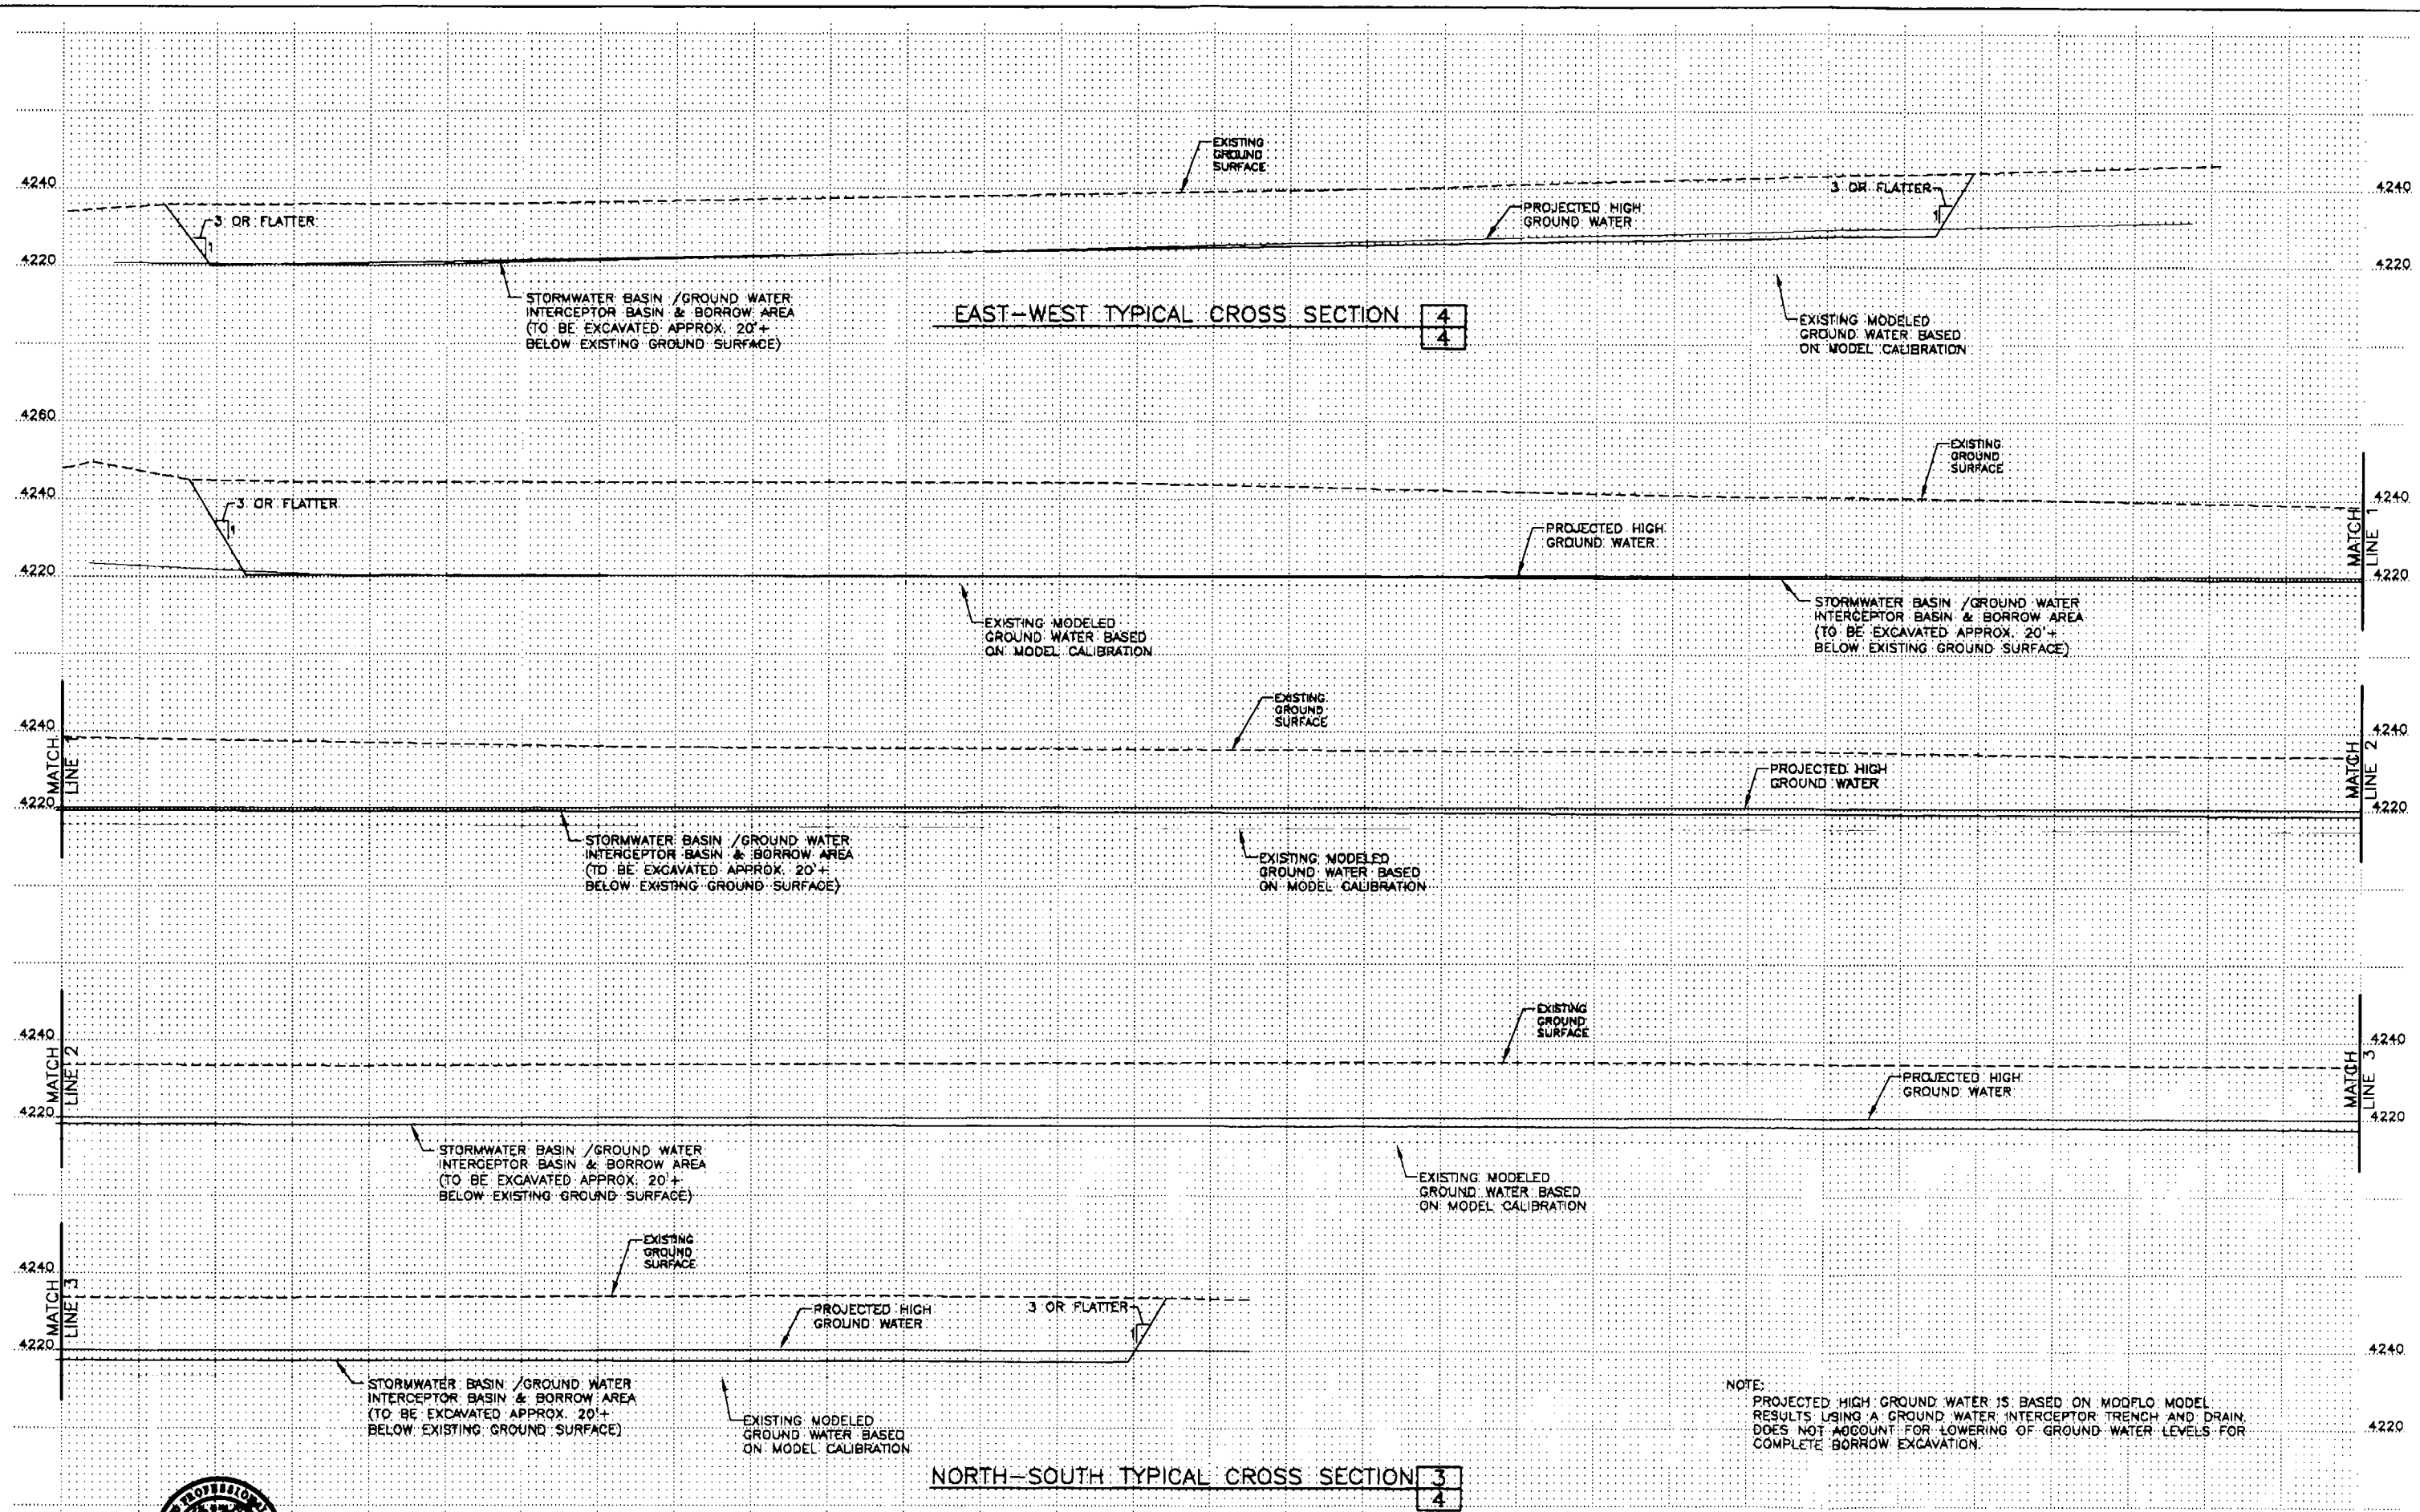 EXISTING
GROUND
SURFACE
4240
3 OR FLATTER
1
4220
PROJECTED HIGH
GROUND WATER
3 OR FLATTER
1
4240
4220
STORMWATER BASIN /GROUND WATER
INTERCEPTOR BASIN & BORROW AREA
(TO BE EXCAVATED APPROX. 20'+
BELOW EXISTING GROUND SURFACE)
EAST-WEST TYPICAL CROSS SECTION
4
4
EXISTING MODELED
GROUND WATER BASED
ON MODEL CALIBRATION
4260
4240
3 OR FLATTER
1
4220
EXISTING
GROUND
SURFACE
PROJECTED HIGH
GROUND WATER
4240
MATCH
LINE 1
4220
EXISTING MODELED
GROUND WATER BASED
ON MODEL CALIBRATION
STORMWATER BASIN /GROUND WATER
INTERCEPTOR BASIN & BORROW AREA
(TO BE EXCAVATED APPROX. 20'+
BELOW EXISTING GROUND SURFACE)
4240
MATCH
LINE 1
4220
EXISTING
GROUND
SURFACE
PROJECTED HIGH
GROUND WATER
4240
MATCH
LINE 2
4220
STORMWATER BASIN /GROUND WATER
INTERCEPTOR BASIN & BORROW AREA
(TO BE EXCAVATED APPROX. 20'+
BELOW EXISTING GROUND SURFACE)
EXISTING MODELED
GROUND WATER BASED
ON MODEL CALIBRATION
4240
MATCH
LINE 2
4220
EXISTING
GROUND
SURFACE
PROJECTED HIGH
GROUND WATER
4240
MATCH
LINE 3
4220
STORMWATER BASIN /GROUND WATER
INTERCEPTOR BASIN & BORROW AREA
(TO BE EXCAVATED APPROX. 20'+
BELOW EXISTING GROUND SURFACE)
EXISTING MODELED
GROUND WATER BASED
ON MODEL CALIBRATION
4240
MATCH
LINE 3
4220
EXISTING
GROUND
SURFACE
PROJECTED HIGH
GROUND WATER
3 OR FLATTER
1
4240
4220
STORMWATER BASIN /GROUND WATER
INTERCEPTOR BASIN & BORROW AREA
(TO BE EXCAVATED APPROX. 20'+
BELOW EXISTING GROUND SURFACE)
EXISTING MODELED
GROUND WATER BASED
ON MODEL CALIBRATION
NOTE:
PROJECTED HIGH GROUND WATER IS BASED ON MODFLO MODEL
RESULTS USING A GROUND WATER INTERCEPTOR TRENCH AND DRAIN.
DOES NOT ACCOUNT FOR LOWERING OF GROUND WATER LEVELS FOR
COMPLETE BORROW EXCAVATION.
NORTH-SOUTH TYPICAL CROSS SECTION
3
4
PROFESSIONAL